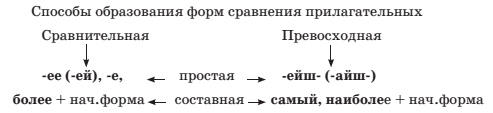 Способы образования форм сравнения прилагательных
Сравнительная Превосходная
-ее (-ей), -е, простая -ейш- (-айш-)
более + нач.форма составная самый, наиболее + нач.форма